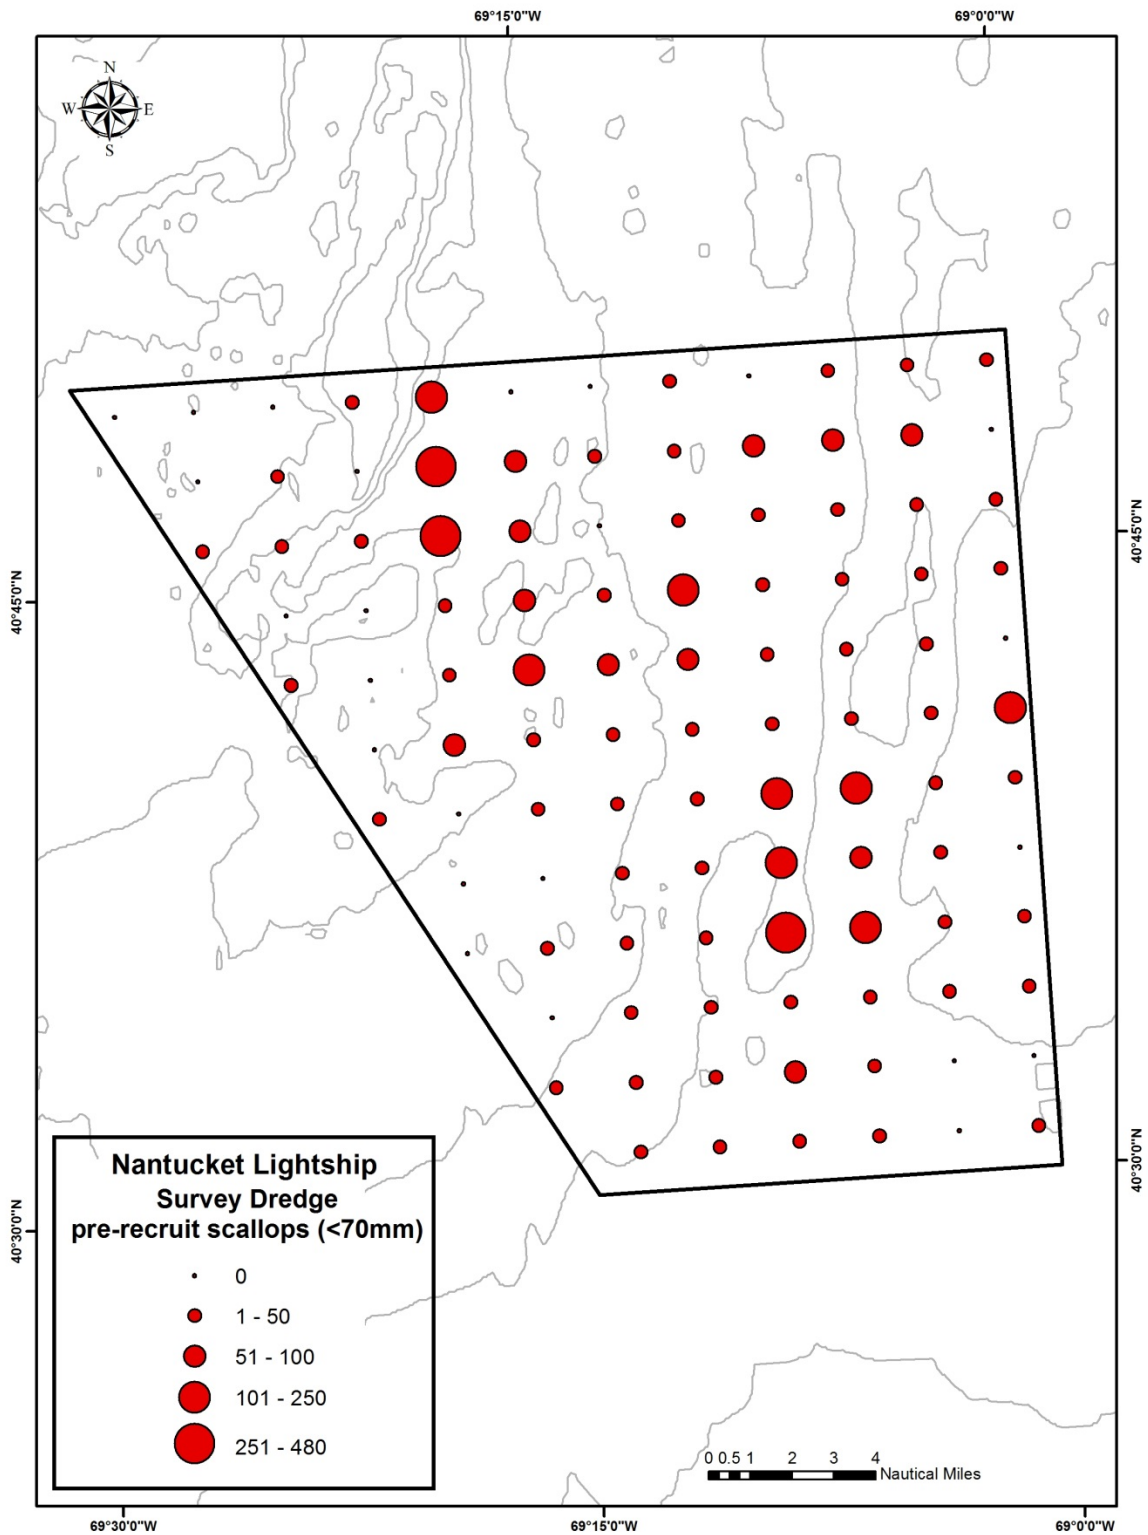 69°15'0"W
69°0'0"W
N
W
E
S
40°45'0"N
40°45'0"N
40°30'0"N
40°30'0"N
Nantucket Lightship
Survey Dredge
pre-recruit scallops (<70mm)
0
1 - 50
51 - 100
101 - 250
251 - 480
0 0.5 1 2 3 4
Nautical Miles
69°30'0"W
69°15'0"W
69°0'0"W